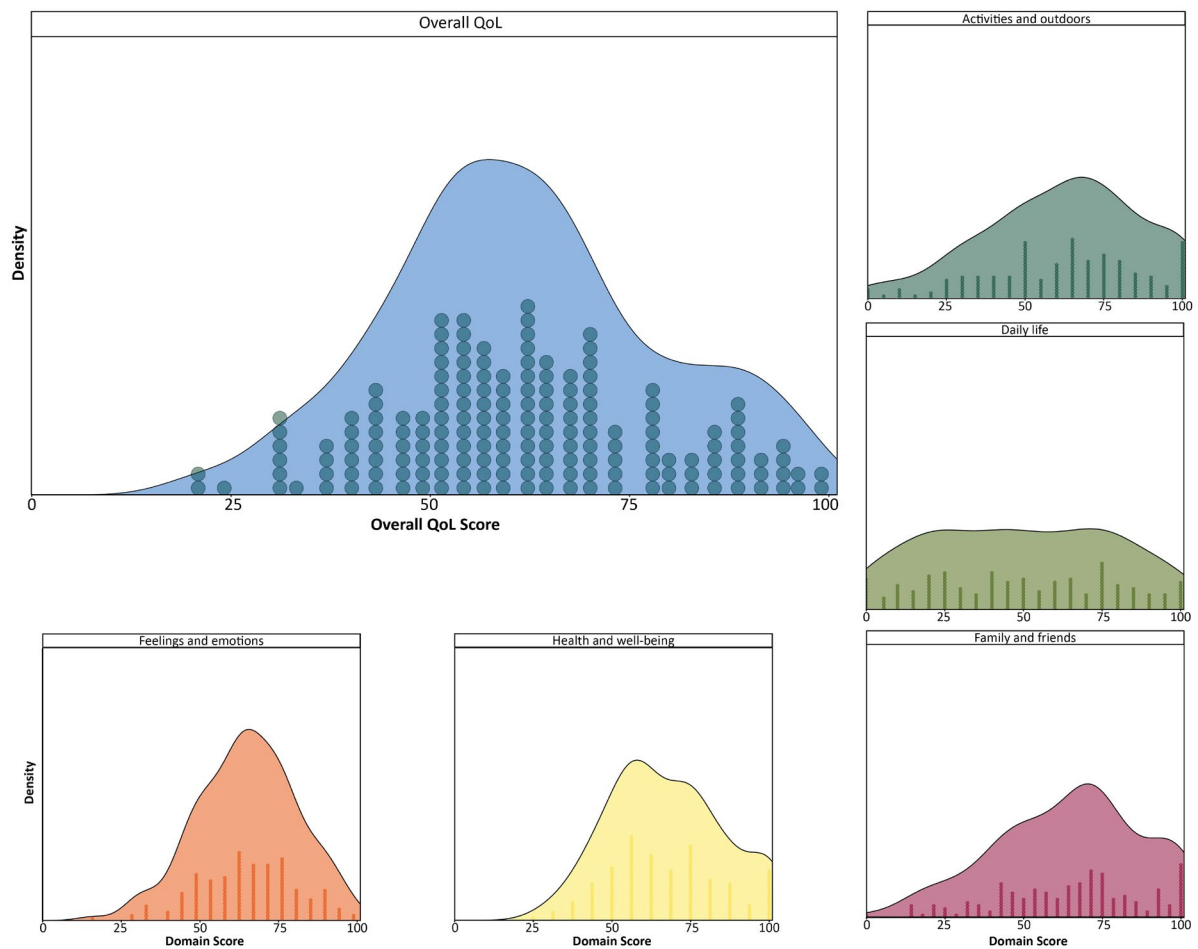 Overall QoL
Density
0 25 50 75 100
Overall QoL Score
Activities and outdoors
0 25 50 75 100
Daily life
0 25 50 75 100
Feelings and emotions
Density
0 25 50 75 100
Domain Score
Health and well-being
0 25 50 75 100
Domain Score
Family and friends
0 25 50 75 100
Domain Score